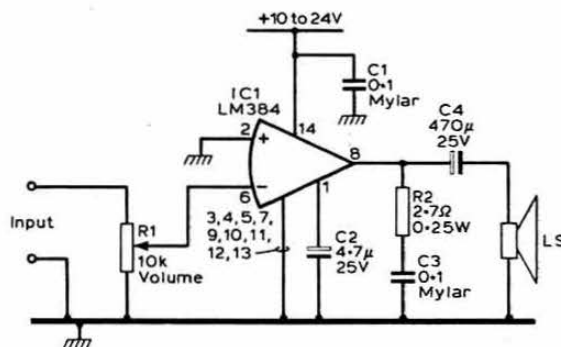 +10 to 24V
C1
0·1
Mylar
IC1
LM384
2
+
14
8
C4
470µ
25V
−
6
1
Input
R1
10k
Volume
3,4,5,7,
9,10,11,
12,13
C2
4·7µ
25V
R2
2·7Ω
0·25W
C3
0·1
Mylar
LS